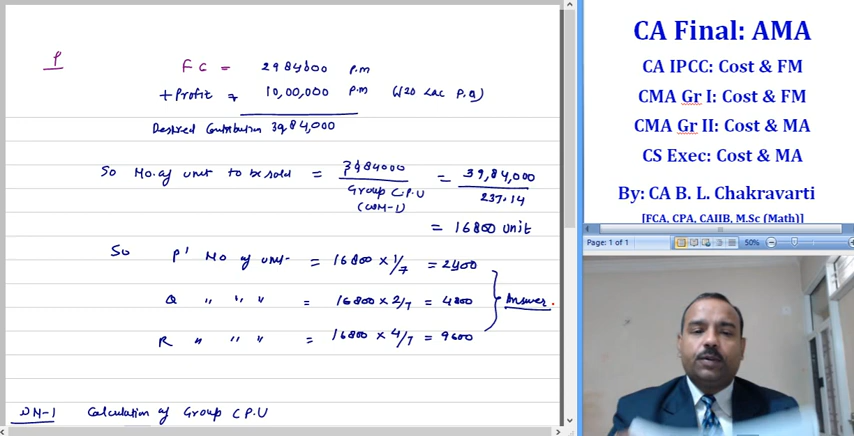 P
FC = 2984000 P.M
+ Profit = 10,00,000 P.M (120 Lac P.a)
Desired Contribution 39,84,000
So No. of unit to be sold = 3984000 / Group C.P.U (WN-1) = 39,84,000 / 237.14
= 16800 unit
So P' No of unit = 16800 × 1/7 = 2400
Q " " " = 16800 × 2/7 = 4800
R " " " = 16800 × 4/7 = 9600
Answer.
WN-1 Calculation of Group C P.U
CA Final: AMA
CA IPCC: Cost & FM
CMA Gr I: Cost & FM
CMA Gr II: Cost & MA
CS Exec: Cost & MA
By: CA B. L. Chakravarti
[FCA, CPA, CAIIB, M.Sc (Math)]
Page: 1 of 1
50%